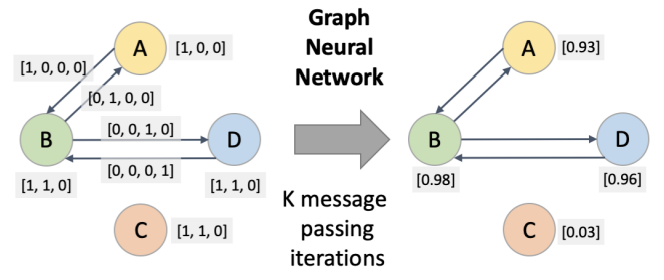 A
[1, 0, 0]
[1, 0, 0, 0]
[0, 1, 0, 0]
B
[0, 0, 1, 0]
D
[0, 0, 0, 1]
[1, 1, 0]
[1, 1, 0]
C
[1, 1, 0]
Graph
Neural
Network
K message
passing
iterations
A
[0.93]
B
D
[0.98]
[0.96]
C
[0.03]